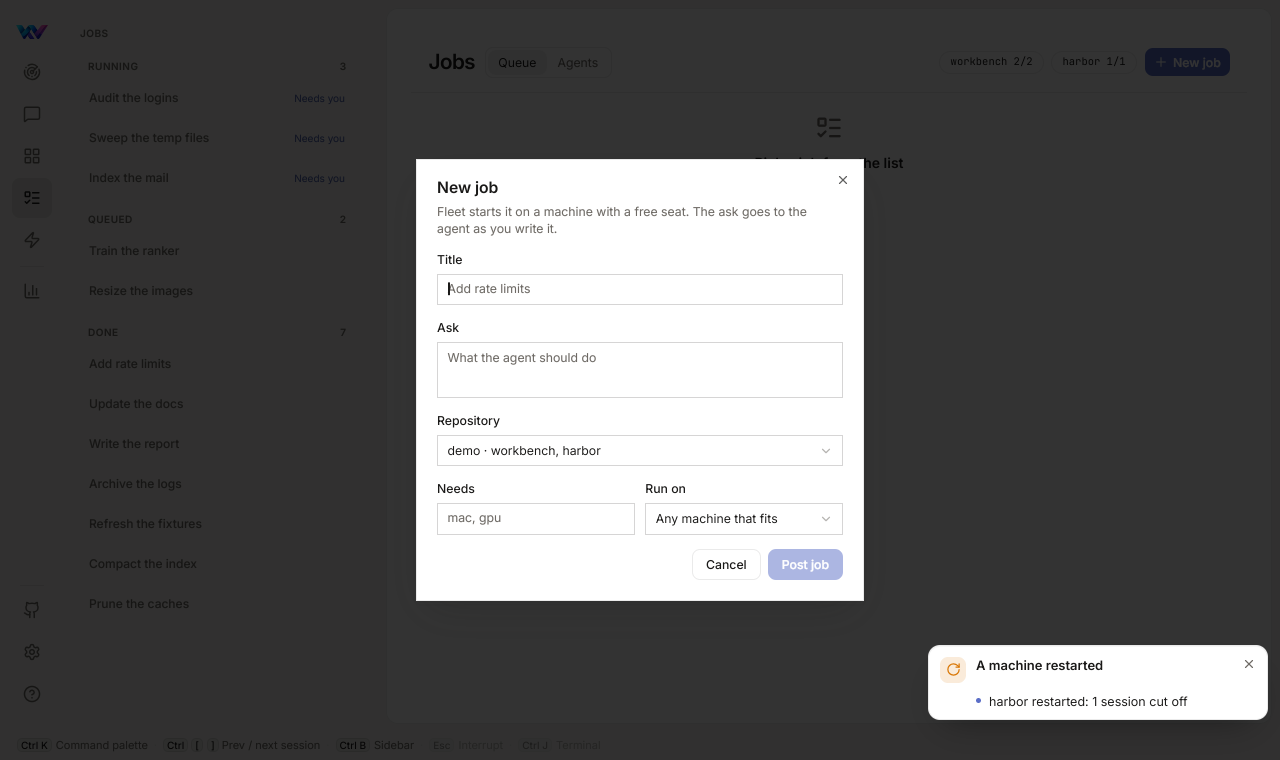 JOBS
RUNNING 3
Audit the logins Needs you
Sweep the temp files Needs you
Index the mail Needs you
QUEUED 2
Train the ranker
Resize the images
DONE 7
Add rate limits
Update the docs
Write the report
Archive the logs
Refresh the fixtures
Compact the index
Prune the caches
Jobs Queue Agents workbench 2/2 harbor 1/1 New job
the list
New job
Fleet starts it on a machine with a free seat. The ask goes to the
agent as you write it.
Title
Add rate limits
Ask
What the agent should do
Repository
demo · workbench, harbor
Needs Run on
mac, gpu Any machine that fits
Cancel Post job
A machine restarted
harbor restarted: 1 session cut off
Ctrl K Command palette Ctrl [ ] Prev / next session Ctrl B Sidebar Esc Interrupt Ctrl J Terminal